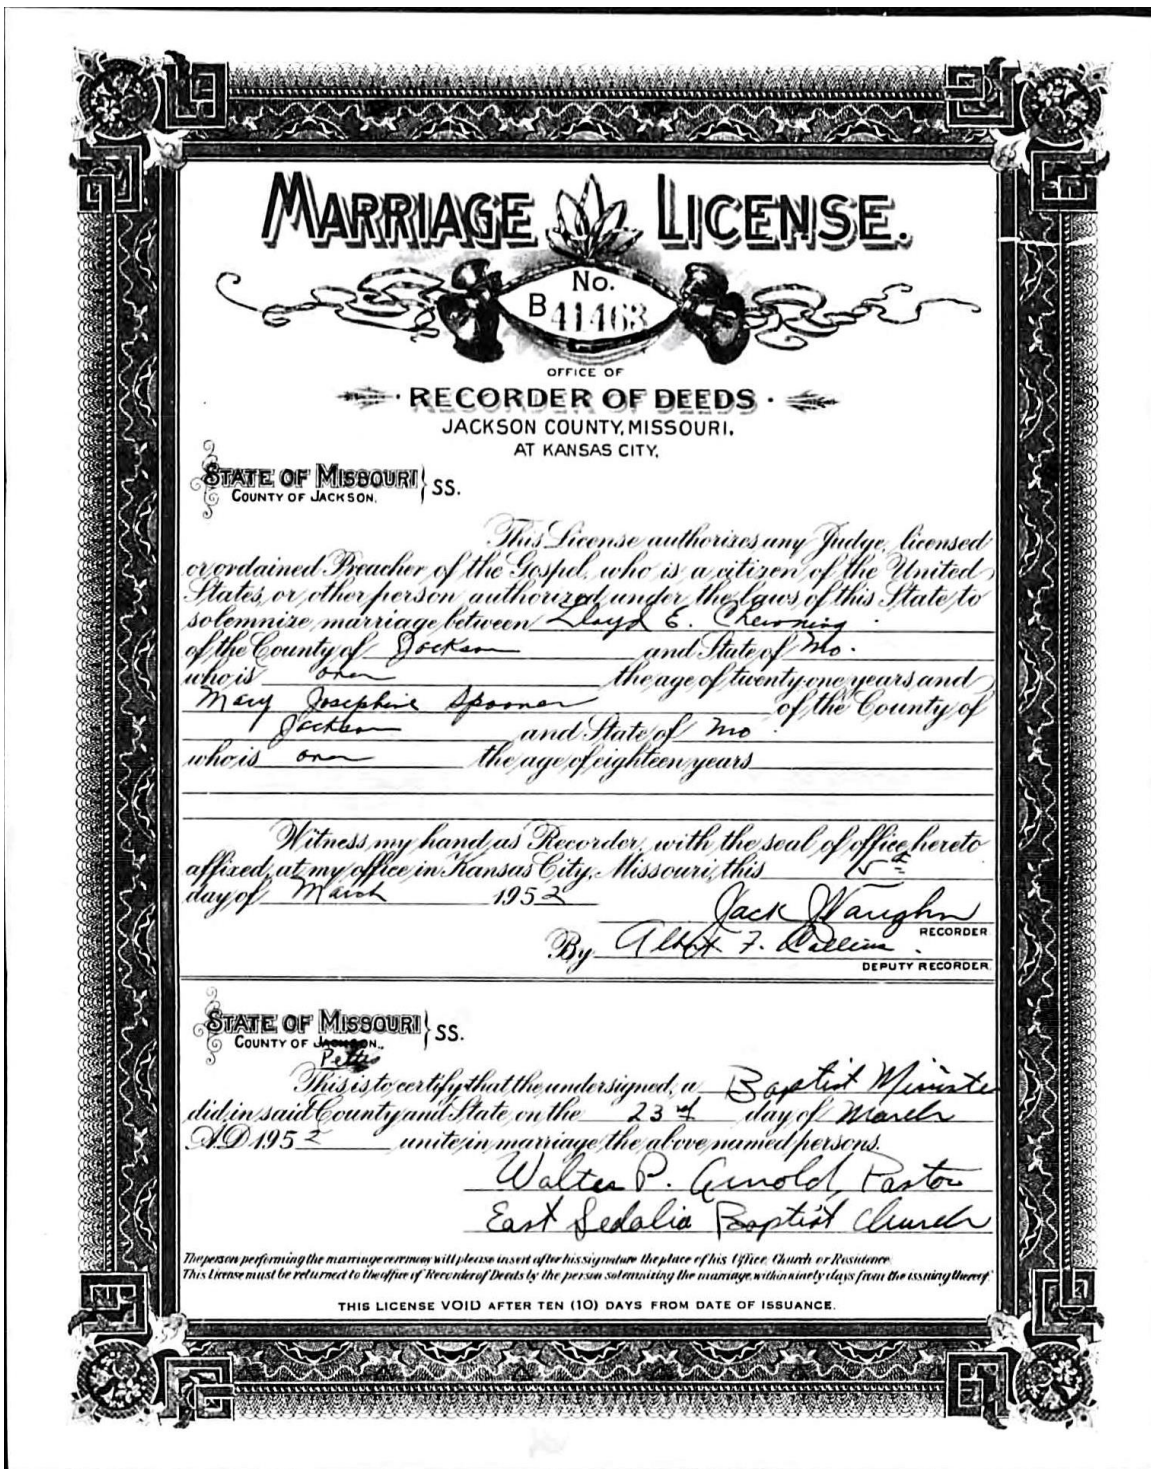 MARRIAGE LICENSE.
No.
B 41463
OFFICE OF
RECORDER OF DEEDS
JACKSON COUNTY, MISSOURI.
AT KANSAS CITY.
STATE OF MISSOURI } SS.
COUNTY OF JACKSON.
This License authorizes any Judge, licensed
or ordained Preacher of the Gospel, who is a citizen of the United
States, or other person authorized under the laws of this State to
solemnize marriage between Lloyd E. Chewning
of the County of Jackson and State of Mo.
who is over the age of twenty one years and
Mary Josephine Spooner of the County of
Jackson and State of Mo
who is over the age of eighteen years
Witness my hand as Recorder, with the seal of office hereto
affixed, at my office in Kansas City, Missouri, this
day of March 1952
Jack J Vaughn
RECORDER
By Albert F.
DEPUTY RECORDER
STATE OF MISSOURI } SS.
COUNTY OF JACKSON.
Pettis
This is to certify that the undersigned, a Baptist Minister
did, in said County and State, on the 23rd day of March
A.D. 1952 unite in marriage the above named persons.
Walter P. Arnold, Pastor
East Sedalia Baptist Church
The person performing the marriage ceremony will please insert after his signature the place of his Office, Church or Residence.
This License must be returned to the office of Recorder of Deeds by the person solemnizing the marriage, within ninety days from the issuing thereof.
THIS LICENSE VOID AFTER TEN (10) DAYS FROM DATE OF ISSUANCE.